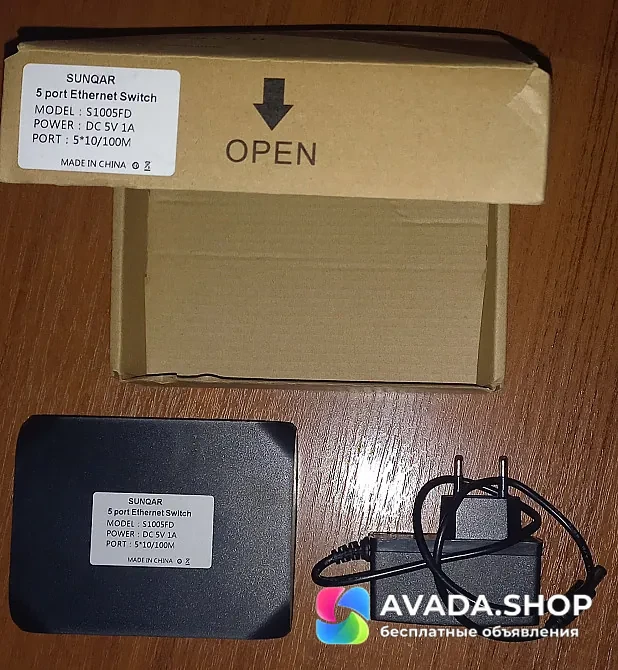 SUNQAR
5 port Ethernet Switch
MODEL : S1005FD
POWER : DC 5V 1A
PORT : 5*10/100M
MADE IN CHINA
OPEN
SUNQAR
5 port Ethernet Switch
MODEL : S1005FD
POWER : DC 5V 1A
PORT : 5*10/100M
MADE IN CHINA
AVADA.SHOP
бесплатные объявления